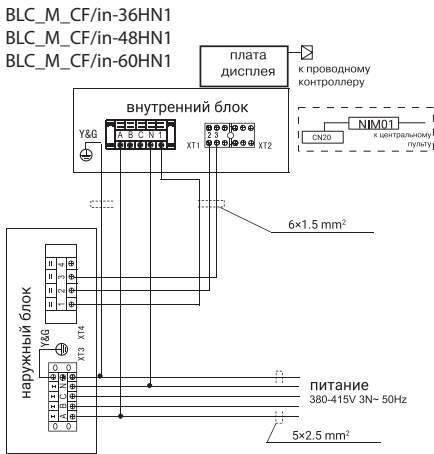 BLC_M_CF/in-36HN1
BLC_M_CF/in-48HN1
BLC_M_CF/in-60HN1
плата
дисплея
к проводному
контроллеру
внутренний блок
Y&G
A B C N 1
XT1
2 3
XT2
NIM01
CN20
к центральному
пульту
6×1.5 mm²
наружный блок
4
3
2
1
XT4
XT3
Y&G
N
C
B
A
питание
380-415V 3N~ 50Hz
5×2.5 mm²